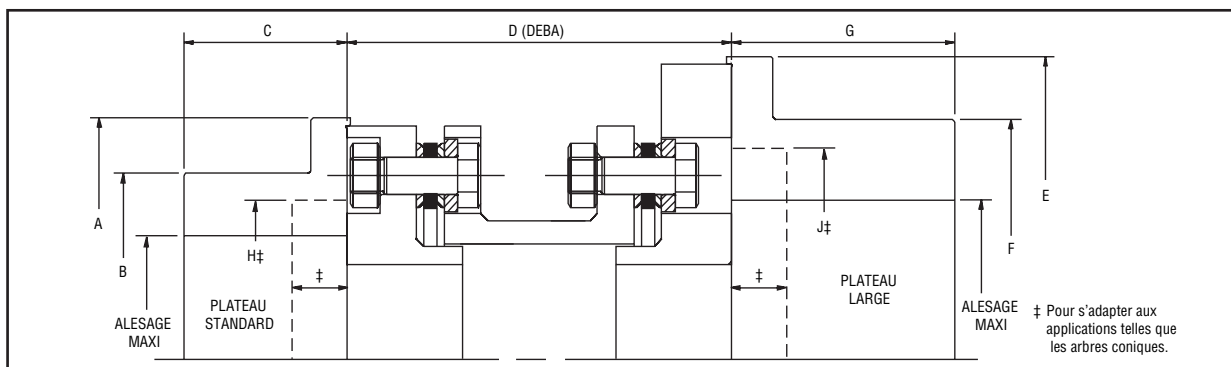 C
D (DEBA)
G
A
B
H‡
‡
PLATEAU
STANDARD
ALESAGE
MAXI
E
F
J‡
‡
PLATEAU
LARGE
ALESAGE
MAXI
‡ Pour s'adapter aux
applications telles que
les arbres coniques.